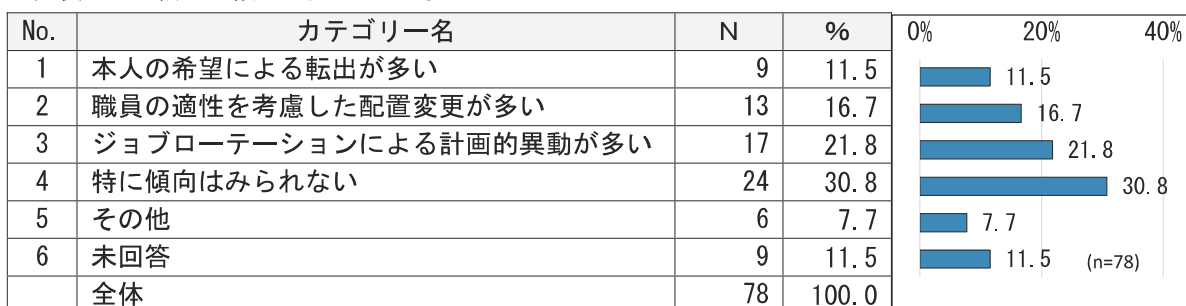 No. カテゴリー名 N % 0% 20% 40%
1 本人の希望による転出が多い 9 11.5 11.5
2 職員の適性を考慮した配置変更が多い 13 16.7 16.7
3 ジョブローテーションによる計画的異動が多い 17 21.8 21.8
4 特に傾向はみられない 24 30.8 30.8
5 その他 6 7.7 7.7
6 未回答 9 11.5 11.5 (n=78)
全体 78 100.0